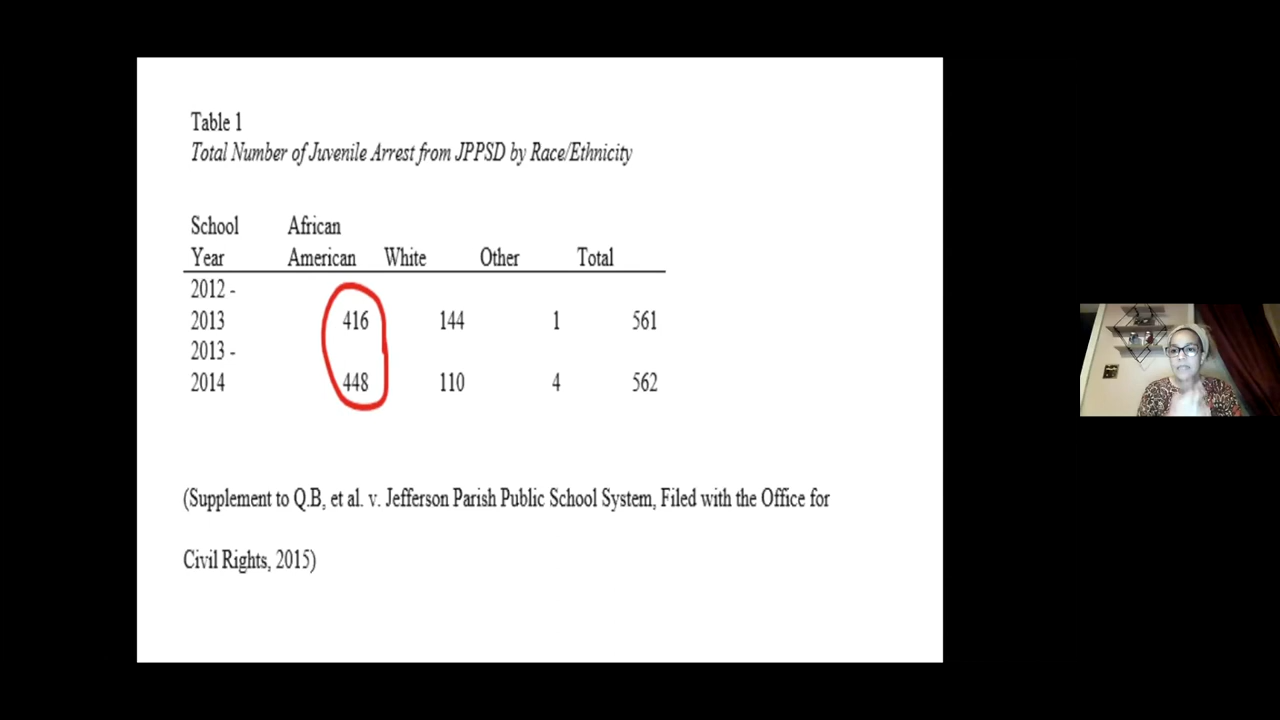 Table 1
Total Number of Juvenile Arrest from JPPSD by Race/Ethnicity
School African
Year American White Other Total
2012 -
2013 416 144 1 561
2013 -
2014 448 110 4 562
(Supplement to Q.B, et al. v. Jefferson Parish Public School System, Filed with the Office for
Civil Rights, 2015)